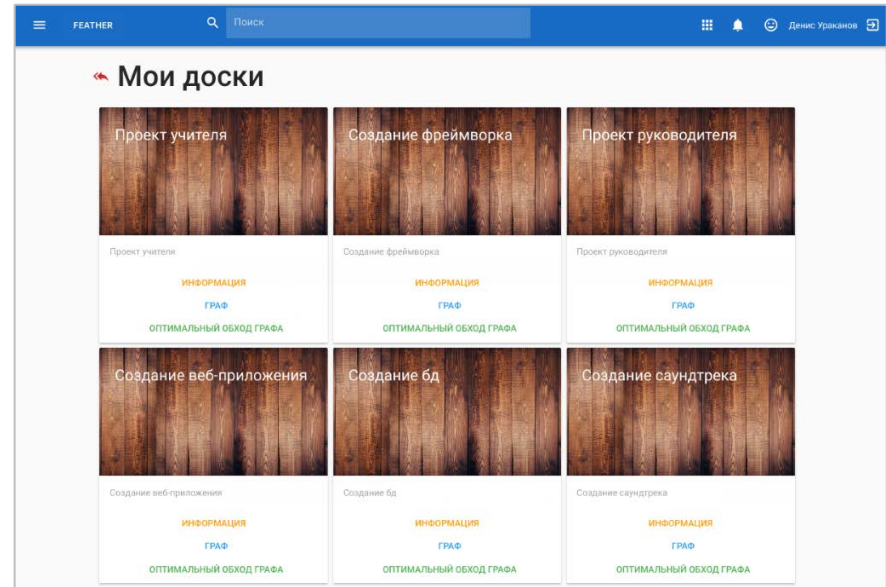 FEATHER Поиск Денис Ураканов
Мои доски
Проект учителя Создание фреймворка Проект руководителя
Проект учителя Создание фреймворка Проект руководителя
ИНФОРМАЦИЯ ИНФОРМАЦИЯ ИНФОРМАЦИЯ
ГРАФ ГРАФ ГРАФ
ОПТИМАЛЬНЫЙ ОБХОД ГРАФА ОПТИМАЛЬНЫЙ ОБХОД ГРАФА ОПТИМАЛЬНЫЙ ОБХОД ГРАФА
Создание веб-приложения Создание бд Создание саундтрека
Создание веб-приложения Создание бд Создание саундтрека
ИНФОРМАЦИЯ ИНФОРМАЦИЯ ИНФОРМАЦИЯ
ГРАФ ГРАФ ГРАФ
ОПТИМАЛЬНЫЙ ОБХОД ГРАФА ОПТИМАЛЬНЫЙ ОБХОД ГРАФА ОПТИМАЛЬНЫЙ ОБХОД ГРАФА